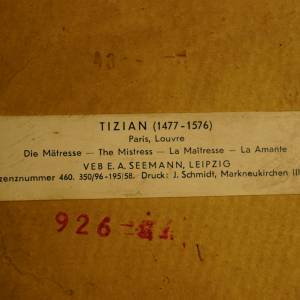 TIZIAN (1477-1576)
Paris, Louvre
Die Mätresse — The Mistress — La Maîtresse — La Amante
VEB E. A. SEEMANN, LEIPZIG
zenznummer 460. 350/96-195/58. Druck: J. Schmidt, Markneukirchen III
926